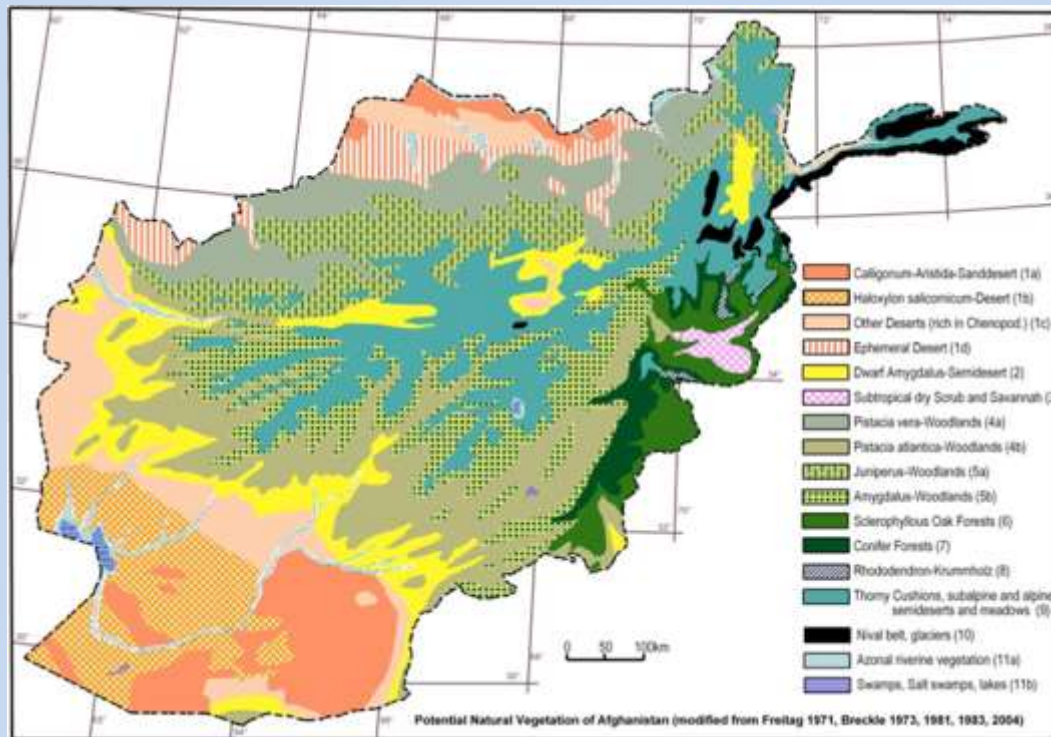 Calligonum-Aristida-Sanddesert (1a)
Haloxylon salicornicum-Desert (1b)
Other Deserts (rich in Chenopod.) (1c)
Ephemeral Desert (1d)
Dwarf Amygdalus-Semidesert (2)
Subtropical dry Scrub and Savannah (
Pistacia vera-Woodlands (4a)
Pistacia atlantica-Woodlands (4b)
Juniperus-Woodlands (5a)
Amygdalus-Woodlands (5b)
Sclerophyllous Oak Forests (6)
Conifer Forests (7)
Rhododendron-Krummholz (8)
Thorny Cushions, subalpine and alpine
semideserts and meadows (9)
Nival belt, glaciers (10)
Azonal riverine vegetation (11a)
Swamps, Salt swamps, lakes (11b)
0 50 100km
Potential Natural Vegetation of Afghanistan (modified from Freitag 1971, Breckle 1973, 1981, 1983, 2004)